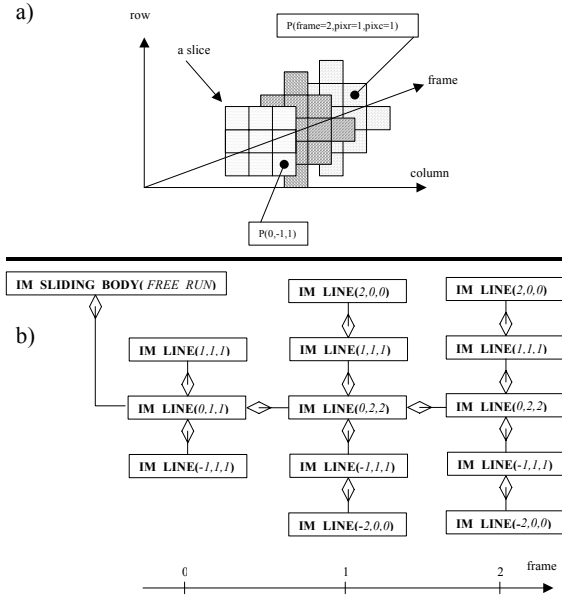 a)
row
P(frame=2,pixr=1,pixc=1)
a slice
frame
column
P(0,-1,1)
IM SLIDING BODY( FREE RUN)
IM LINE(2,0,0)
IM LINE(2,0,0)
b)
IM LINE(1,1,1)
IM LINE(1,1,1)
IM LINE(1,1,1)
IM LINE(0,1,1)
IM LINE(0,2,2)
IM LINE(0,2,2)
IM LINE(-1,1,1)
IM LINE(-1,1,1)
IM LINE(-1,1,1)
IM LINE(-2,0,0)
IM LINE(-2,0,0)
frame
0
1
2